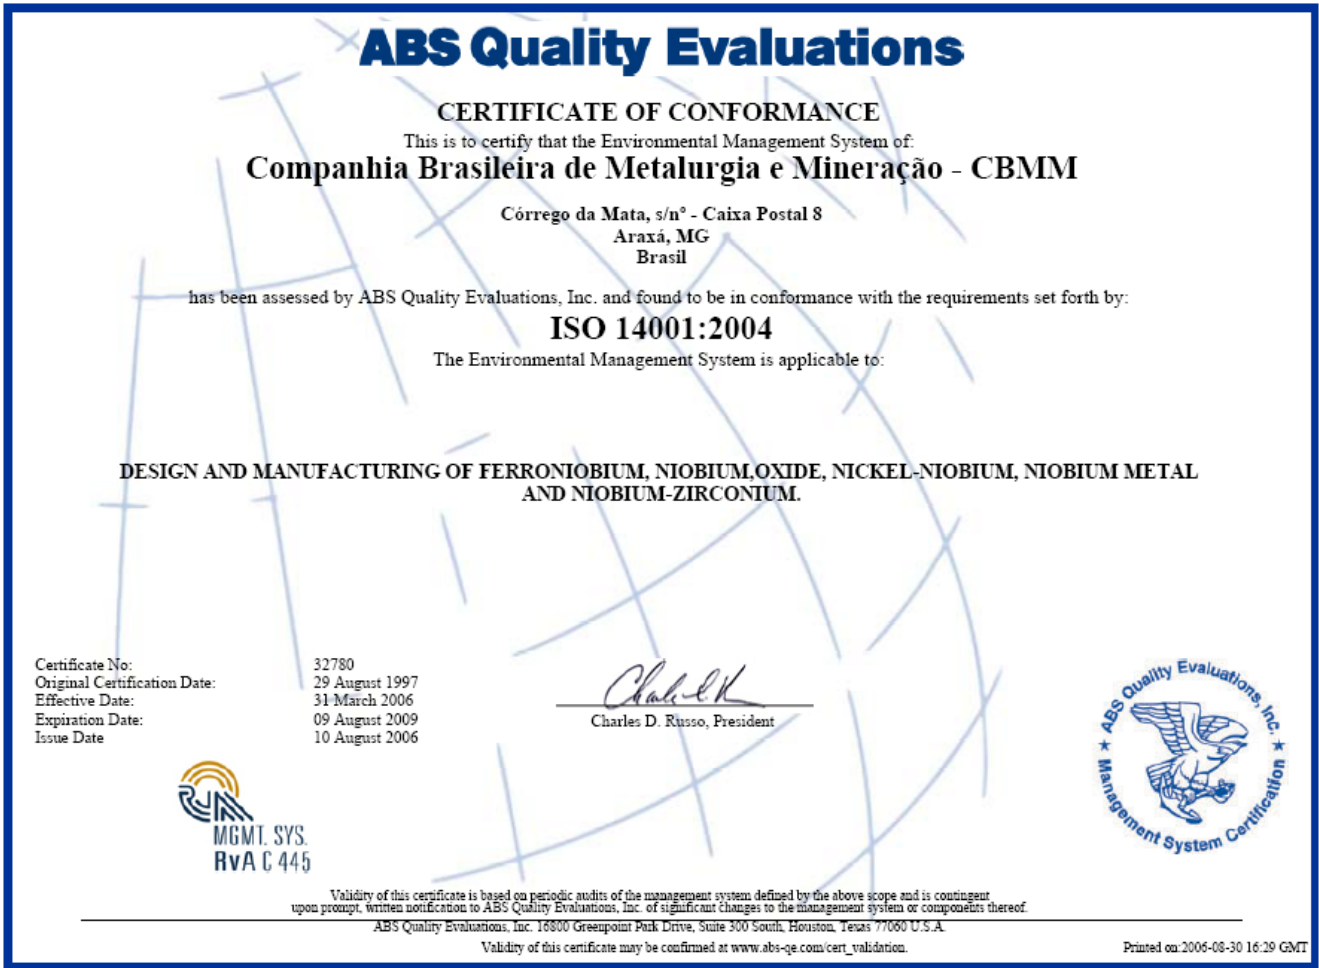 ABS Quality Evaluations
CERTIFICATE OF CONFORMANCE
This is to certify that the Environmental Management System of:
Companhia Brasileira de Metalurgia e Mineração - CBMM
Córrego da Mata, s/nº - Caixa Postal 8
Araxá, MG
Brasil
has been assessed by ABS Quality Evaluations, Inc. and found to be in conformance with the requirements set forth by:
ISO 14001:2004
The Environmental Management System is applicable to:
DESIGN AND MANUFACTURING OF FERRONIOBIUM, NIOBIUM,OXIDE, NICKEL-NIOBIUM, NIOBIUM METAL
AND NIOBIUM-ZIRCONIUM.
Certificate No: 32780
Original Certification Date: 29 August 1997
Effective Date: 31 March 2006
Expiration Date: 09 August 2009
Issue Date 10 August 2006
Charles D. Russo, President
ABS Quality Evaluations, Inc.
★ Management System Certification ★
RvA
MGMT. SYS.
RvA C 445
Validity of this certificate is based on periodic audits of the management system defined by the above scope and is contingent
upon prompt, written notification to ABS Quality Evaluations, Inc. of significant changes to the management system or components thereof.
ABS Quality Evaluations, Inc. 16800 Greenpoint Park Drive, Suite 300 South, Houston, Texas 77060 U.S.A.
Validity of this certificate may be confirmed at www.abs-qe.com/cert_validation.
Printed on:2006-08-30 16:29 GMT